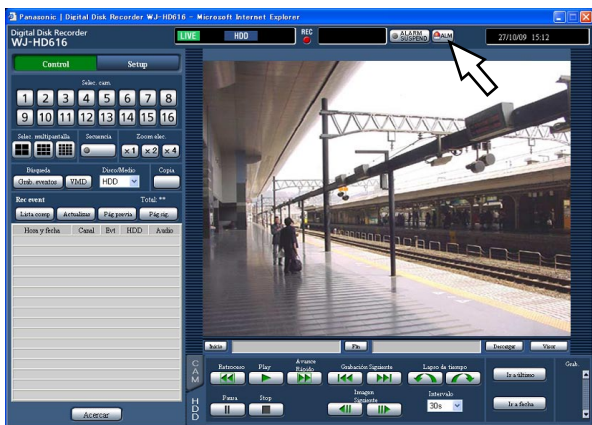 Panasonic | Digital Disk Recorder WJ-HD616 - Microsoft Internet Explorer
Digital Disk Recorder
WJ-HD616
LIVE HDD
REC
ALARM SUSPEND
ALM
27/10/09 15:12
Control Setup
Selec. cam.
1 2 3 4 5 6 7 8
9 10 11 12 13 14 15 16
Selec. multipantalla Secuencia Zoom elec.
x1 x2 x4
Búsqueda Disco/Medio Copia
Grab. eventos VMD HDD
Rec event Total: **
Lista comp Actualizar Pág previa Pág sig.
Hora y fecha Canal Evt HDD Audio
Acercar
Inicio Fin Descargar Visor
CAM
HDD
Retroceso Play Avance Rápido Grabación Siguiente Lapso de tiempo
Ir a último
Grab.
Pausa Stop Imagen Siguiente Intervalo
30s
Ir a fecha